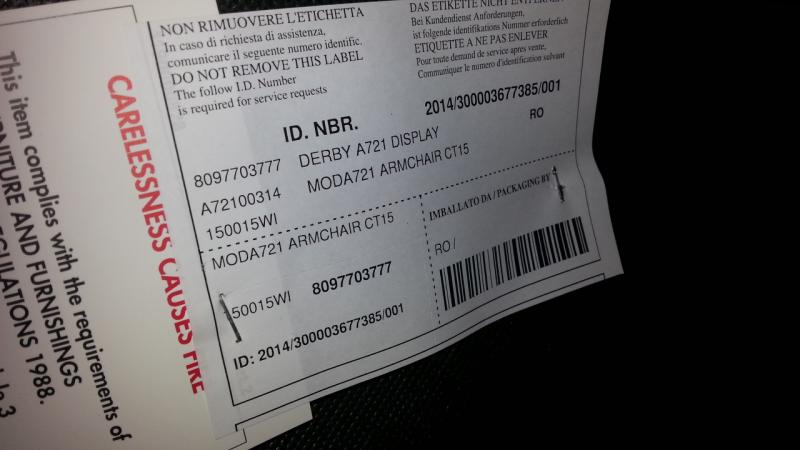 This item complies with the requirements of
FURNITURE AND FURNISHINGS
REGULATIONS 1988.
3
CARELESSNESS CAUSES FIRE
NON RIMUOVERE L'ETICHETTA
In caso di richiesta di assistenza,
comunicare il seguente numero identific.
DO NOT REMOVE THIS LABEL
The follow I.D. Number
is required for service requests
DAS ETIKETTE NICHT ENTFERNEN
Bei Kundendienst Anforderungen,
ist folgende identifikations Nummer erforderlich
ETIQUETTE A NE PAS ENLEVER
Pour toute demand de service apres vente,
Communiquer le numero d'identification suivant
ID. NBR.
2014/300003677385/001
8097703777 DERBY A721 DISPLAY
RO
A72100314 MODA721 ARMCHAIR CT15
150015WI
MODA721 ARMCHAIR CT15
150015WI 8097703777
ID: 2014/300003677385/001
IMBALLATO DA / PACKAGING BY
RO /